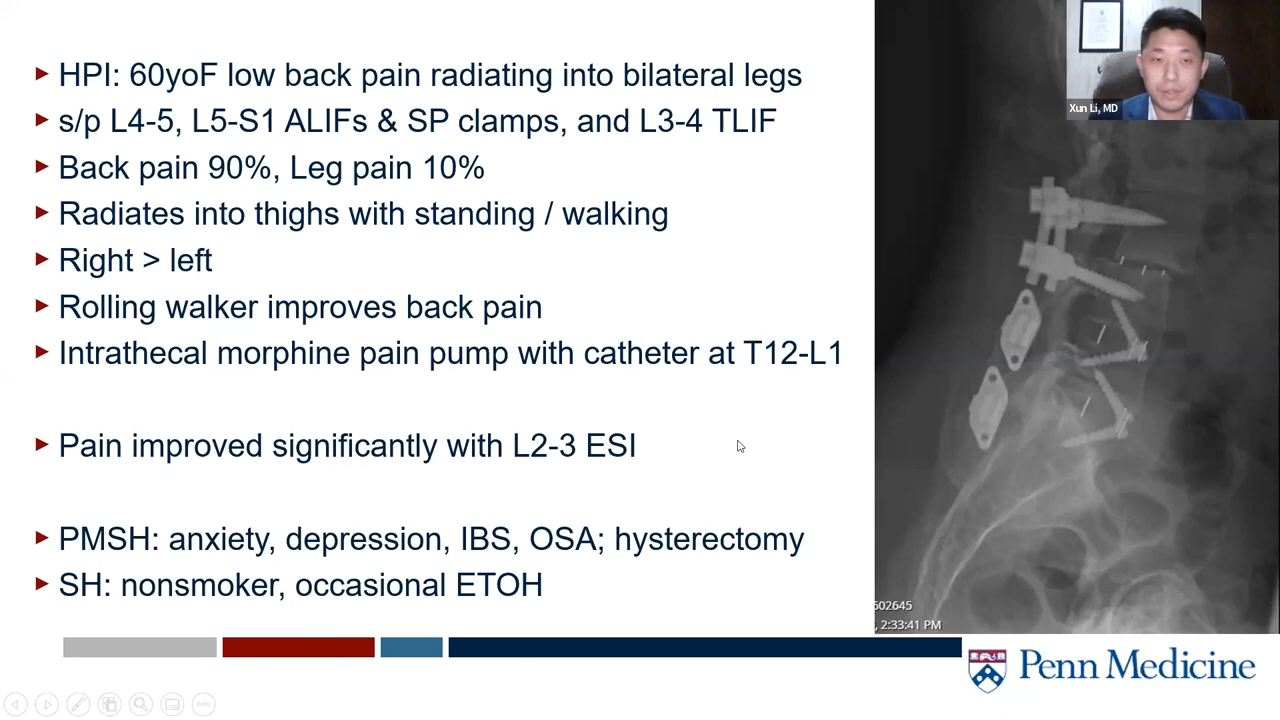 HPI: 60yoF low back pain radiating into bilateral legs
s/p L4-5, L5-S1 ALIFs & SP clamps, and L3-4 TLIF
Back pain 90%, Leg pain 10%
Radiates into thighs with standing / walking
Right > left
Rolling walker improves back pain
Intrathecal morphine pain pump with catheter at T12-L1
Pain improved significantly with L2-3 ESI
PMSH: anxiety, depression, IBS, OSA; hysterectomy
SH: nonsmoker, occasional ETOH
Xun Li, MD
602645
, 2:33:41 PM
Penn Medicine